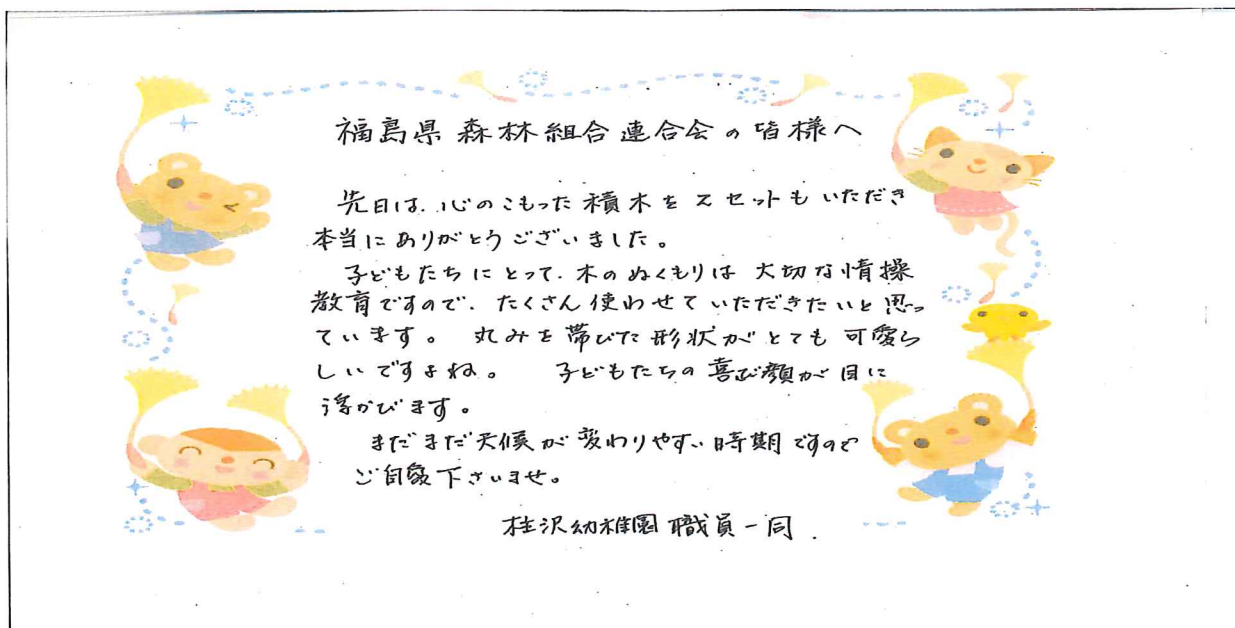 福島県 森林組合連合会の皆様へ
先日は、心のこもった積木を2セットもいただき
本当にありがとうございました。
子どもたちにとって、木のぬくもりは 大切な情操
教育ですので、たくさん使わせていただきたいと思っ
ています。 丸みを帯びた形状がとても可愛ら
しいですよね。 子どもたちの喜び顔が目に
浮かびます。
まだまだ天候が変わりやすい時期ですので
ご自愛下さいませ。
桂沢幼稚園 職員一同.